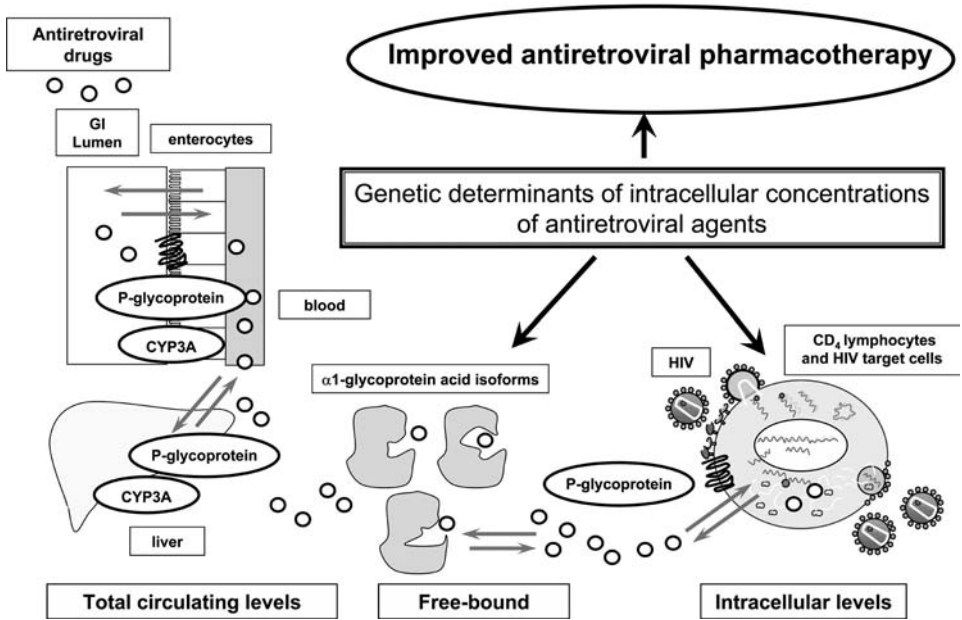 Antiretroviral
drugs
Improved antiretroviral pharmacotherapy
GI
Lumen
enterocytes
Genetic determinants of intracellular concentrations
of antiretroviral agents
P-glycoprotein
blood
CYP3A
α1-glycoprotein acid isoforms
HIV
CD₄ lymphocytes
and HIV target cells
P-glycoprotein
CYP3A
liver
P-glycoprotein
Total circulating levels
Free-bound
Intracellular levels